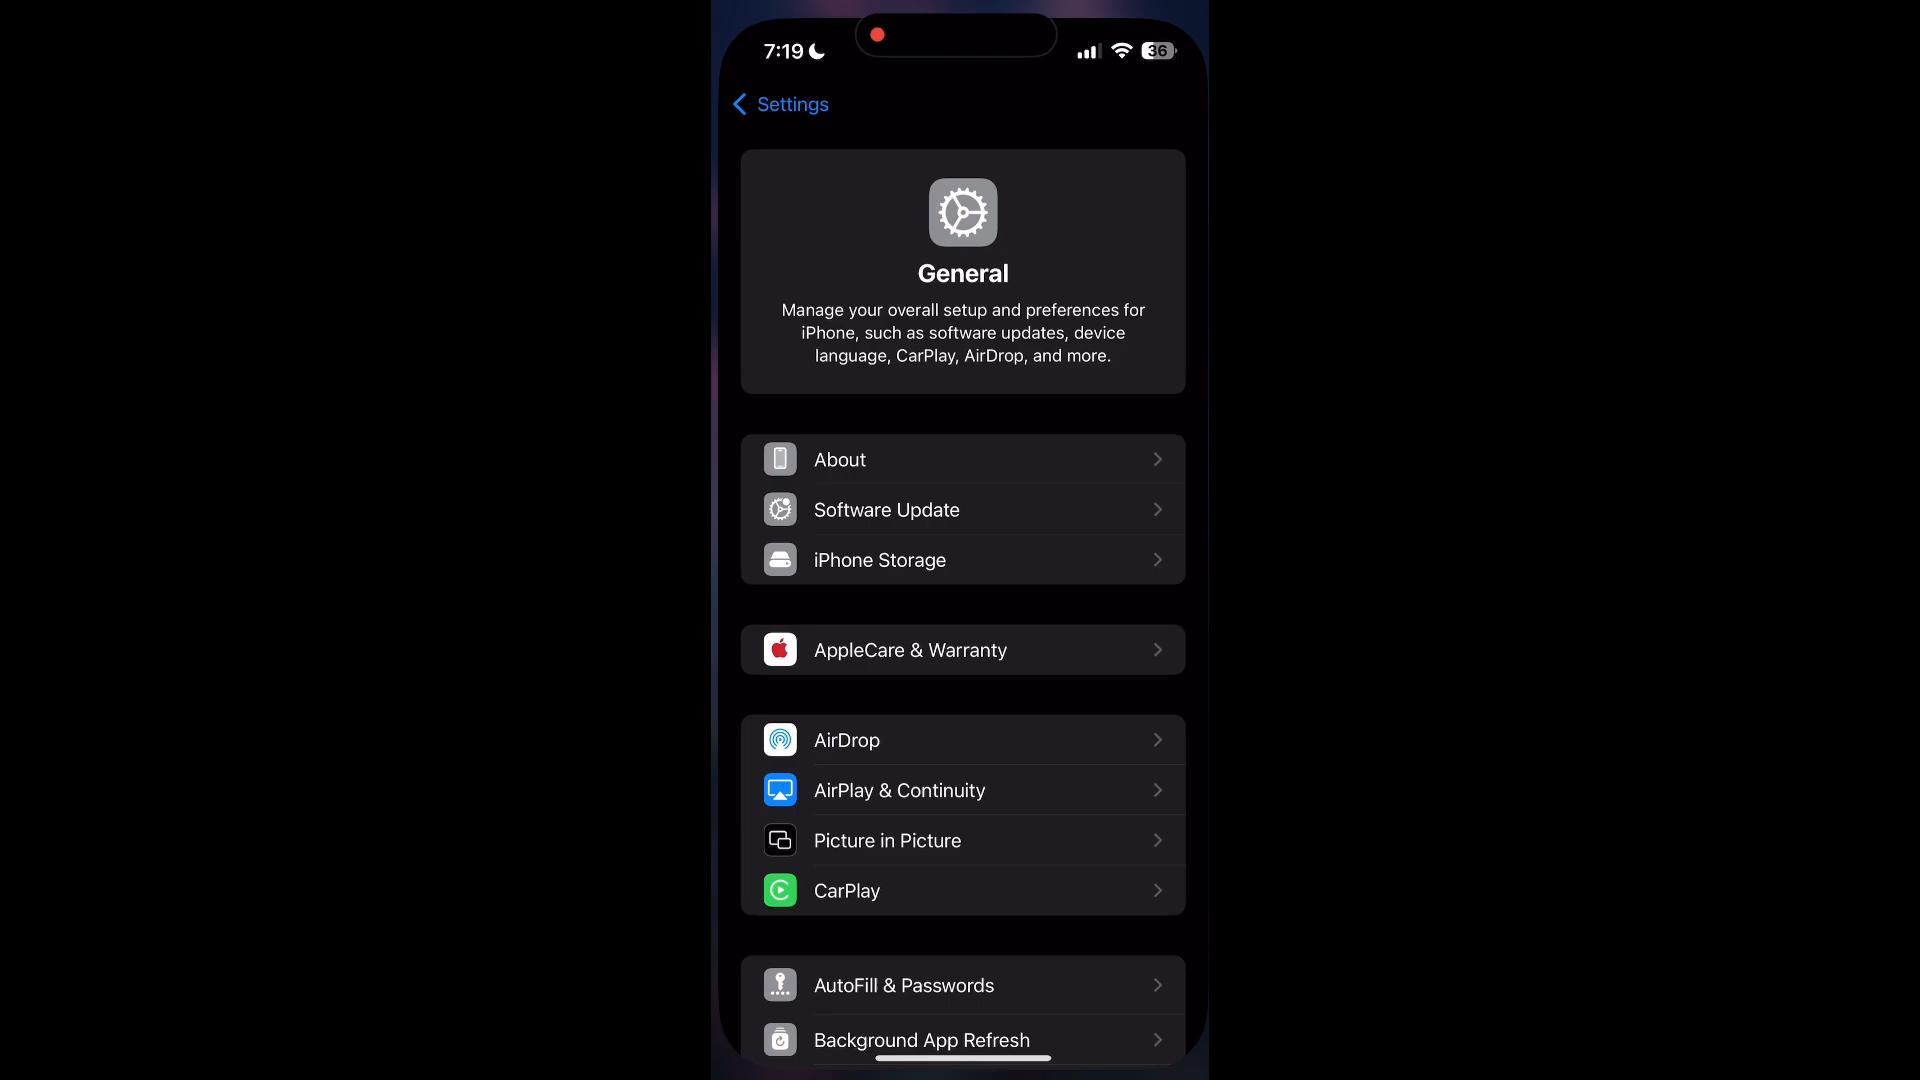 7:19
36
Settings
General
Manage your overall setup and preferences for
iPhone, such as software updates, device
language, CarPlay, AirDrop, and more.
About
Software Update
iPhone Storage
AppleCare & Warranty
AirDrop
AirPlay & Continuity
Picture in Picture
CarPlay
AutoFill & Passwords
Background App Refresh